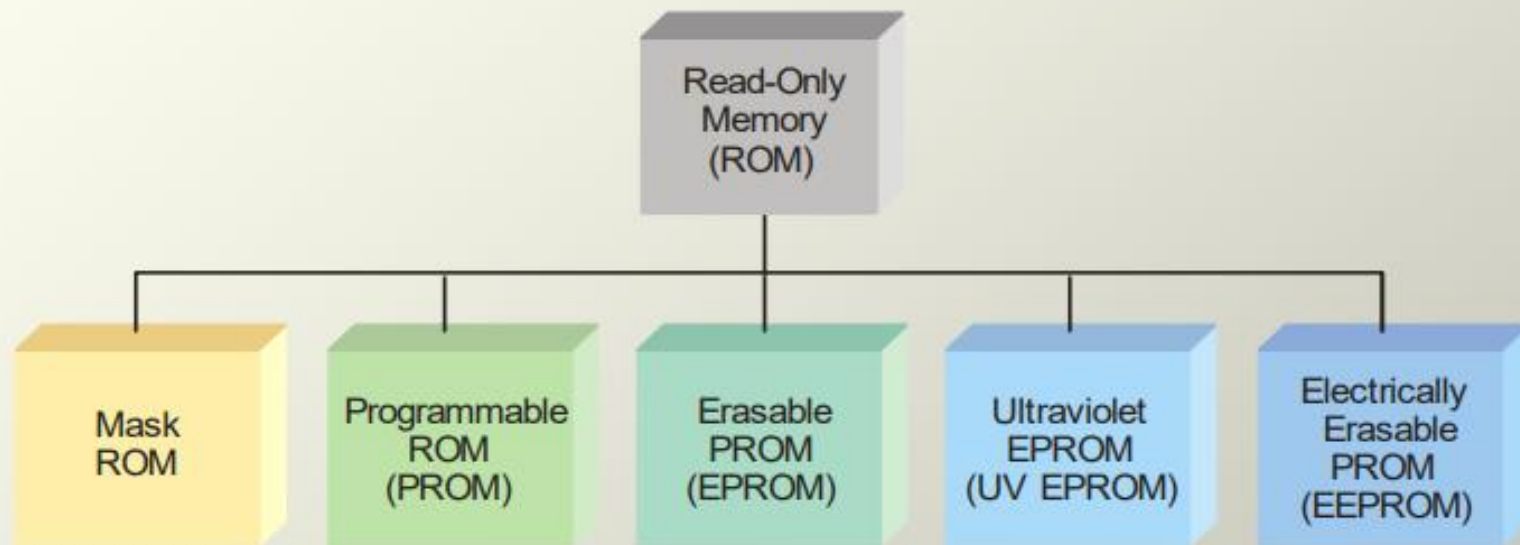 Read-Only
Memory
(ROM)
Mask
ROM
Programmable
ROM
(PROM)
Erasable
PROM
(EPROM)
Ultraviolet
EPROM
(UV EPROM)
Electrically
Erasable
PROM
(EEPROM)